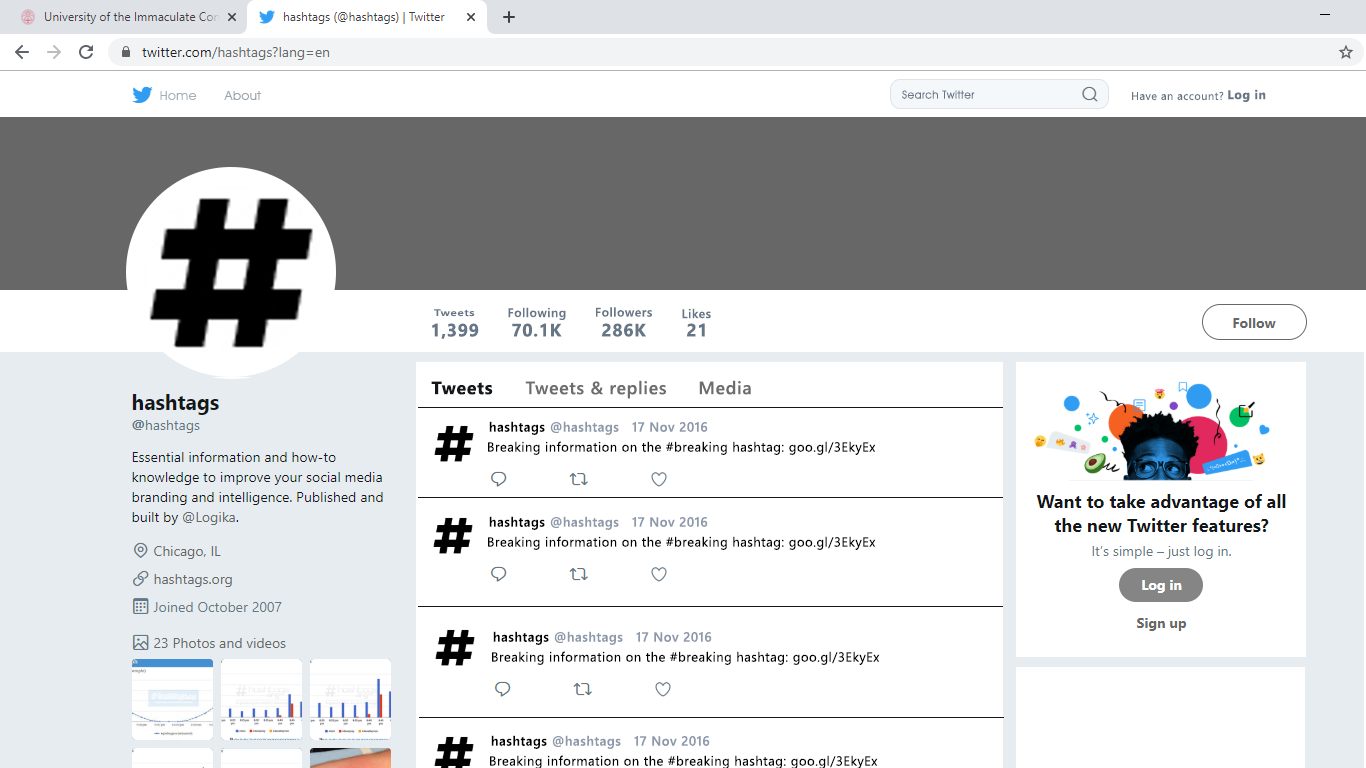 University of the Immaculate Con
hashtags (@hashtags) | Twitter
twitter.com/hashtags?lang=en
Home About
Search Twitter
Have an account? Log in
#
Tweets Following Followers Likes
1,399 70.1K 286K 21
Follow
hashtags
@hashtags
Essential information and how-to
knowledge to improve your social media
branding and intelligence. Published and
built by @Logika.
Chicago, IL
hashtags.org
Joined October 2007
23 Photos and videos
Tweets Tweets & replies Media
# hashtags @hashtags 17 Nov 2016
Breaking information on the #breaking hashtag: goo.gl/3EkyEx
# hashtags @hashtags 17 Nov 2016
Breaking information on the #breaking hashtag: goo.gl/3EkyEx
# hashtags @hashtags 17 Nov 2016
Breaking information on the #breaking hashtag: goo.gl/3EkyEx
# hashtags @hashtags 17 Nov 2016
Breaking information on the #breaking hashtag: goo.gl/3EkyEx
Want to take advantage of all
the new Twitter features?
It's simple – just log in.
Log in
Sign up